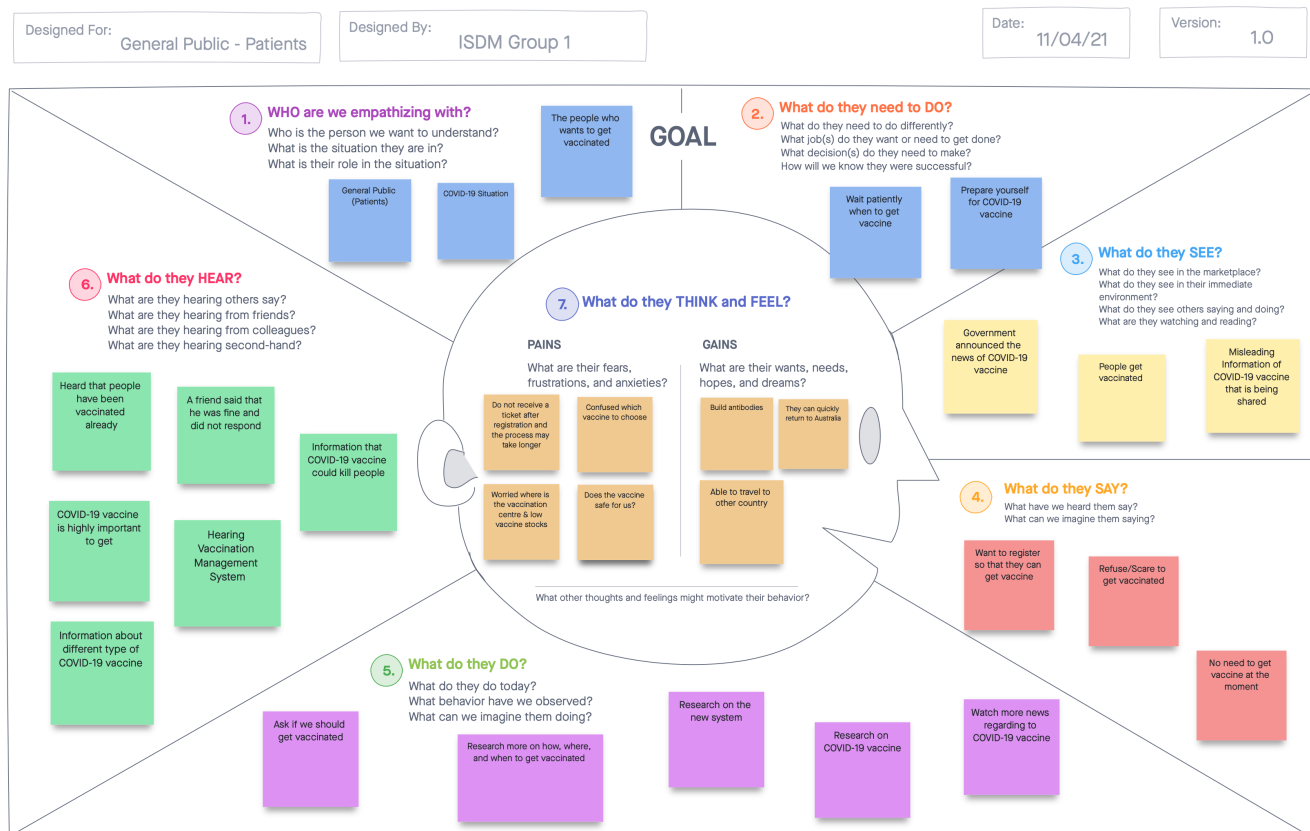 Designed For:
General Public - Patients
Designed By:
ISDM Group 1
Date:
11/04/21
Version:
1.0
1.
WHO are we empathizing with?
Who is the person we want to understand?
What is the situation they are in?
What is their role in the situation?
The people who
wants to get
vaccinated
General Public
(Patients)
COVID-19 Situation
GOAL
2.
What do they need to DO?
What do they need to do differently?
What job(s) do they want or need to get done?
What decision(s) do they need to make?
How will we know they were successful?
Wait patiently
when to get
vaccine
Prepare yourself
for COVID-19
vaccine
3.
What do they SEE?
What do they see in the marketplace?
What do they see in their immediate
environment?
What do they see others saying and doing?
What are they watching and reading?
Government
announced the
news of COVID-19
vaccine
People get
vaccinated
Misleading
Information of
COVID-19 vaccine
that is being
shared
4.
What do they SAY?
What have we heard them say?
What can we imagine them saying?
Want to register
so that they can
get vaccine
Refuse/Scare to
get vaccinated
No need to get
vaccine at the
moment
5.
What do they DO?
What do they do today?
What behavior have we observed?
What can we imagine them doing?
Ask if we should
get vaccinated
Research more on how, where,
and when to get vaccinated
Research on the
new system
Research on
COVID-19 vaccine
Watch more news
regarding to
COVID-19 vaccine
6.
What do they HEAR?
What are they hearing others say?
What are they hearing from friends?
What are they hearing from colleagues?
What are they hearing second-hand?
Heard that people
have been
vaccinated
already
A friend said that
he was fine and
did not respond
Information that
COVID-19 vaccine
could kill people
COVID-19 vaccine
is highly important
to get
Hearing
Vaccination
Management
System
Information about
different type of
COVID-19 vaccine
7.
What do they THINK and FEEL?
PAINS
What are their fears,
frustrations, and anxieties?
Do not receive a
ticket after
registration and
the process may
take longer
Confused which
vaccine to choose
Worried where is
the vaccination
centre & low
vaccine stocks
Does the vaccine
safe for us?
GAINS
What are their wants, needs,
hopes, and dreams?
Build antibodies
They can quickly
return to Australia
Able to travel to
other country
What other thoughts and feelings might motivate their behavior?